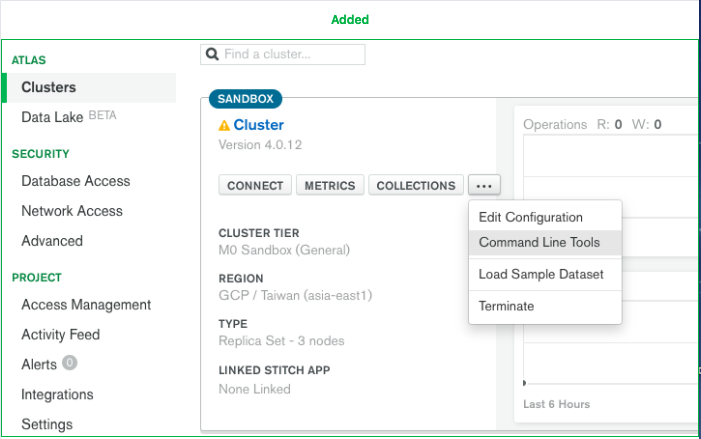 Added
ATLAS
Clusters
Data Lake BETA
SECURITY
Database Access
Network Access
Advanced
PROJECT
Access Management
Activity Feed
Alerts 0
Integrations
Settings
Find a cluster...
SANDBOX
Cluster
Version 4.0.12
CONNECT METRICS COLLECTIONS ...
CLUSTER TIER
M0 Sandbox (General)
REGION
GCP / Taiwan (asia-east1)
TYPE
Replica Set - 3 nodes
LINKED STITCH APP
None Linked
Edit Configuration
Command Line Tools
Load Sample Dataset
Terminate
Operations R: 0 W: 0
Last 6 Hours